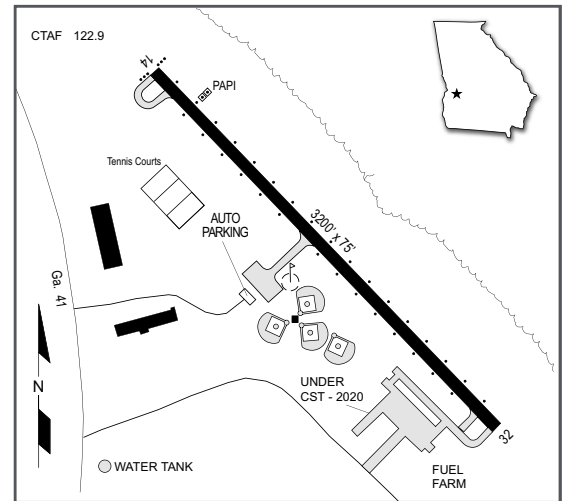 CTAF 122.9
14
PAPI
Tennis Courts
3200' x 75'
AUTO
PARKING
Ga. 41
N
UNDER
CST - 2020
32
WATER TANK
FUEL
FARM